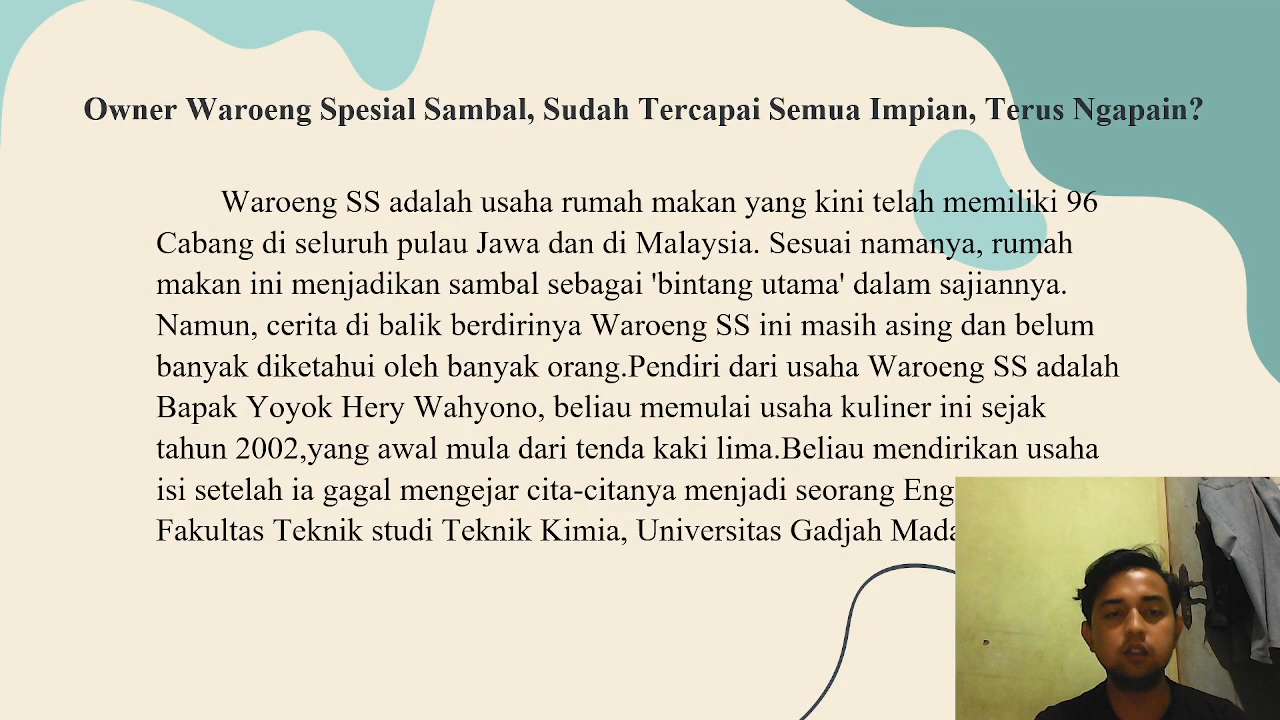 Owner Waroeng Spesial Sambal, Sudah Tercapai Semua Impian, Terus Ngapain?
Waroeng SS adalah usaha rumah makan yang kini telah memiliki 96
Cabang di seluruh pulau Jawa dan di Malaysia. Sesuai namanya, rumah
makan ini menjadikan sambal sebagai 'bintang utama' dalam sajiannya.
Namun, cerita di balik berdirinya Waroeng SS ini masih asing dan belum
banyak diketahui oleh banyak orang.Pendiri dari usaha Waroeng SS adalah
Bapak Yoyok Hery Wahyono, beliau memulai usaha kuliner ini sejak
tahun 2002,yang awal mula dari tenda kaki lima.Beliau mendirikan usaha
isi setelah ia gagal mengejar cita-citanya menjadi seorang
Fakultas Teknik studi Teknik Kimia, Universitas Gadjah Mada